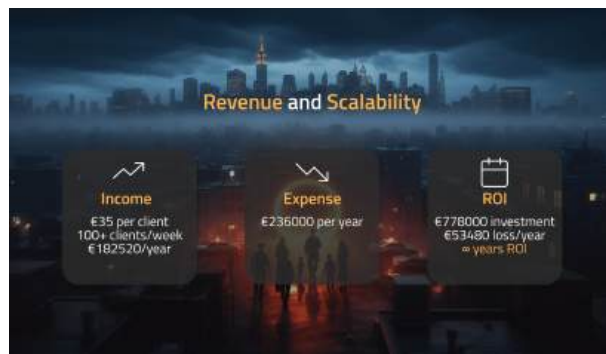 Revenue and Scalability
Income
€35 per client
100+ clients/week
€182520/year
Expense
€236000 per year
ROI
€778000 investment
€53480 loss/year
∞ years ROI